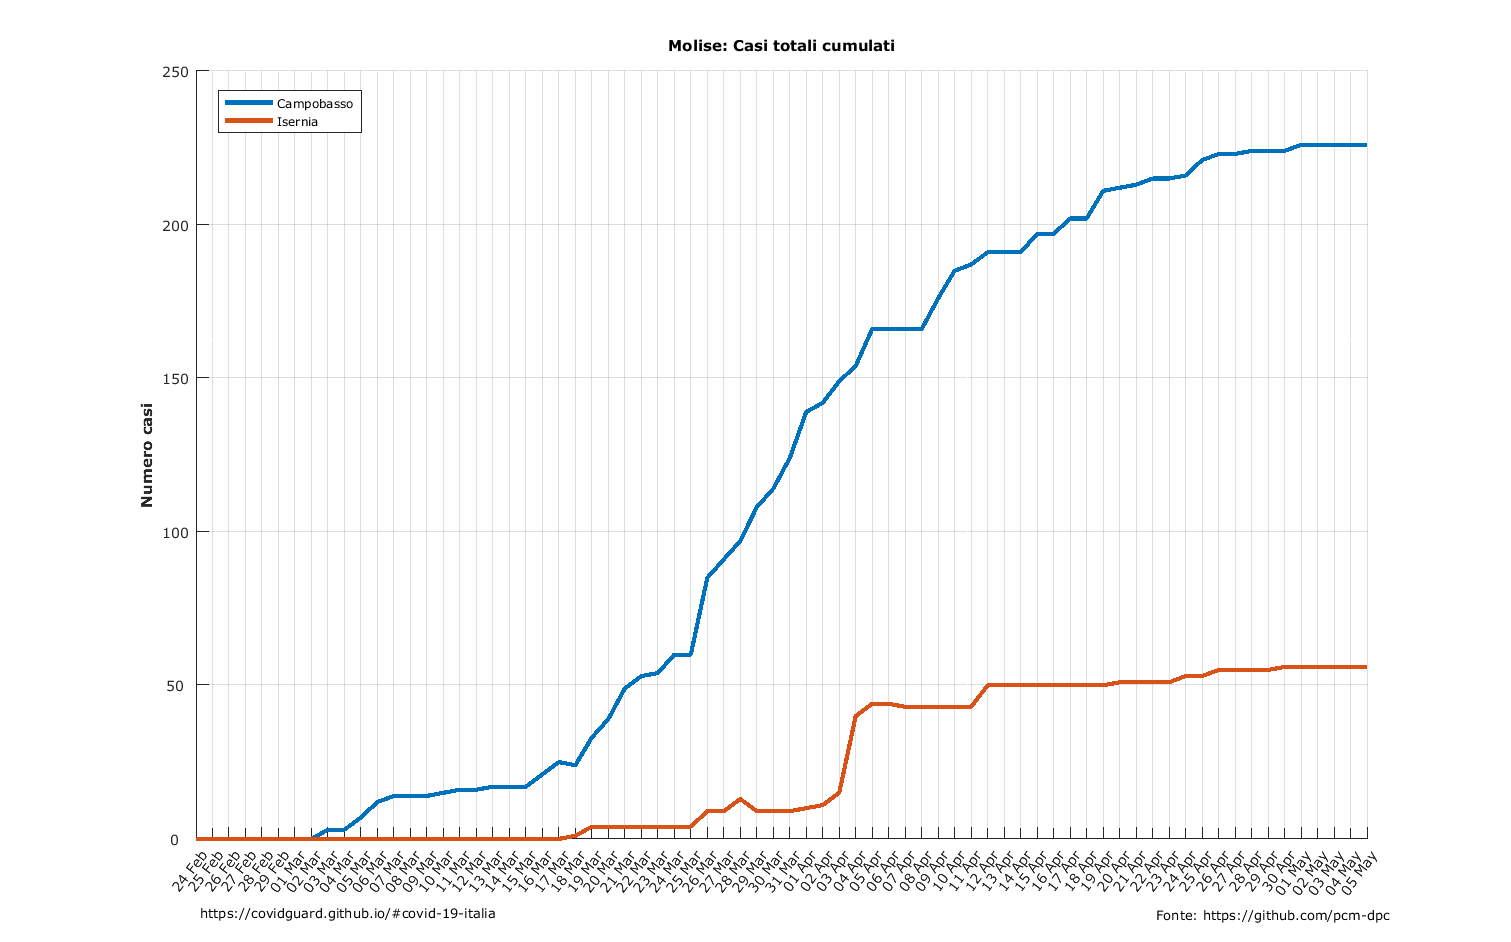 Molise: Casi totali cumulati
250
200
150
100
50
0
Numero casi
Campobasso
Isernia
24 Feb
25 Feb
26 Feb
27 Feb
28 Feb
29 Feb
01 Mar
02 Mar
03 Mar
04 Mar
05 Mar
06 Mar
07 Mar
08 Mar
09 Mar
10 Mar
11 Mar
12 Mar
13 Mar
14 Mar
15 Mar
16 Mar
17 Mar
18 Mar
19 Mar
20 Mar
21 Mar
22 Mar
23 Mar
24 Mar
25 Mar
26 Mar
27 Mar
28 Mar
29 Mar
30 Mar
31 Mar
01 Apr
02 Apr
03 Apr
04 Apr
05 Apr
06 Apr
07 Apr
08 Apr
09 Apr
10 Apr
11 Apr
12 Apr
13 Apr
14 Apr
15 Apr
16 Apr
17 Apr
18 Apr
19 Apr
20 Apr
21 Apr
22 Apr
23 Apr
24 Apr
25 Apr
26 Apr
27 Apr
28 Apr
29 Apr
30 Apr
01 May
02 May
03 May
04 May
05 May
https://covidguard.github.io/#covid-19-italia
Fonte: https://github.com/pcm-dpc